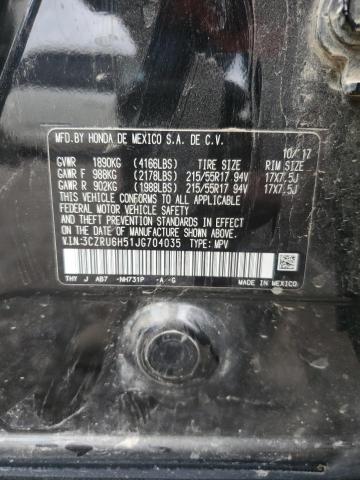 MFD.BY HONDA DE MEXICO S.A. DE C.V.
10/17
GVWR 1890KG (4166LBS) TIRE SIZE RIM SIZE
GAWR F 988KG (2178LBS) 215/55R17 94V 17X7.5J
GAWR R 902KG (1988LBS) 215/55R17 94V 17X7.5J
THIS VEHICLE CONFORMS TO ALL APPLICABLE
FEDERAL MOTOR VEHICLE SAFETY AND THEFT
PREVENTION STANDARDS IN EFFECT ON THE
DATE OF MANUFACTURE SHOWN ABOVE.
V.I.N:3CZRU6H51JG704035 TYPE: MPV
THY J AB7 -NH731P -A -G
MADE IN MEXICO